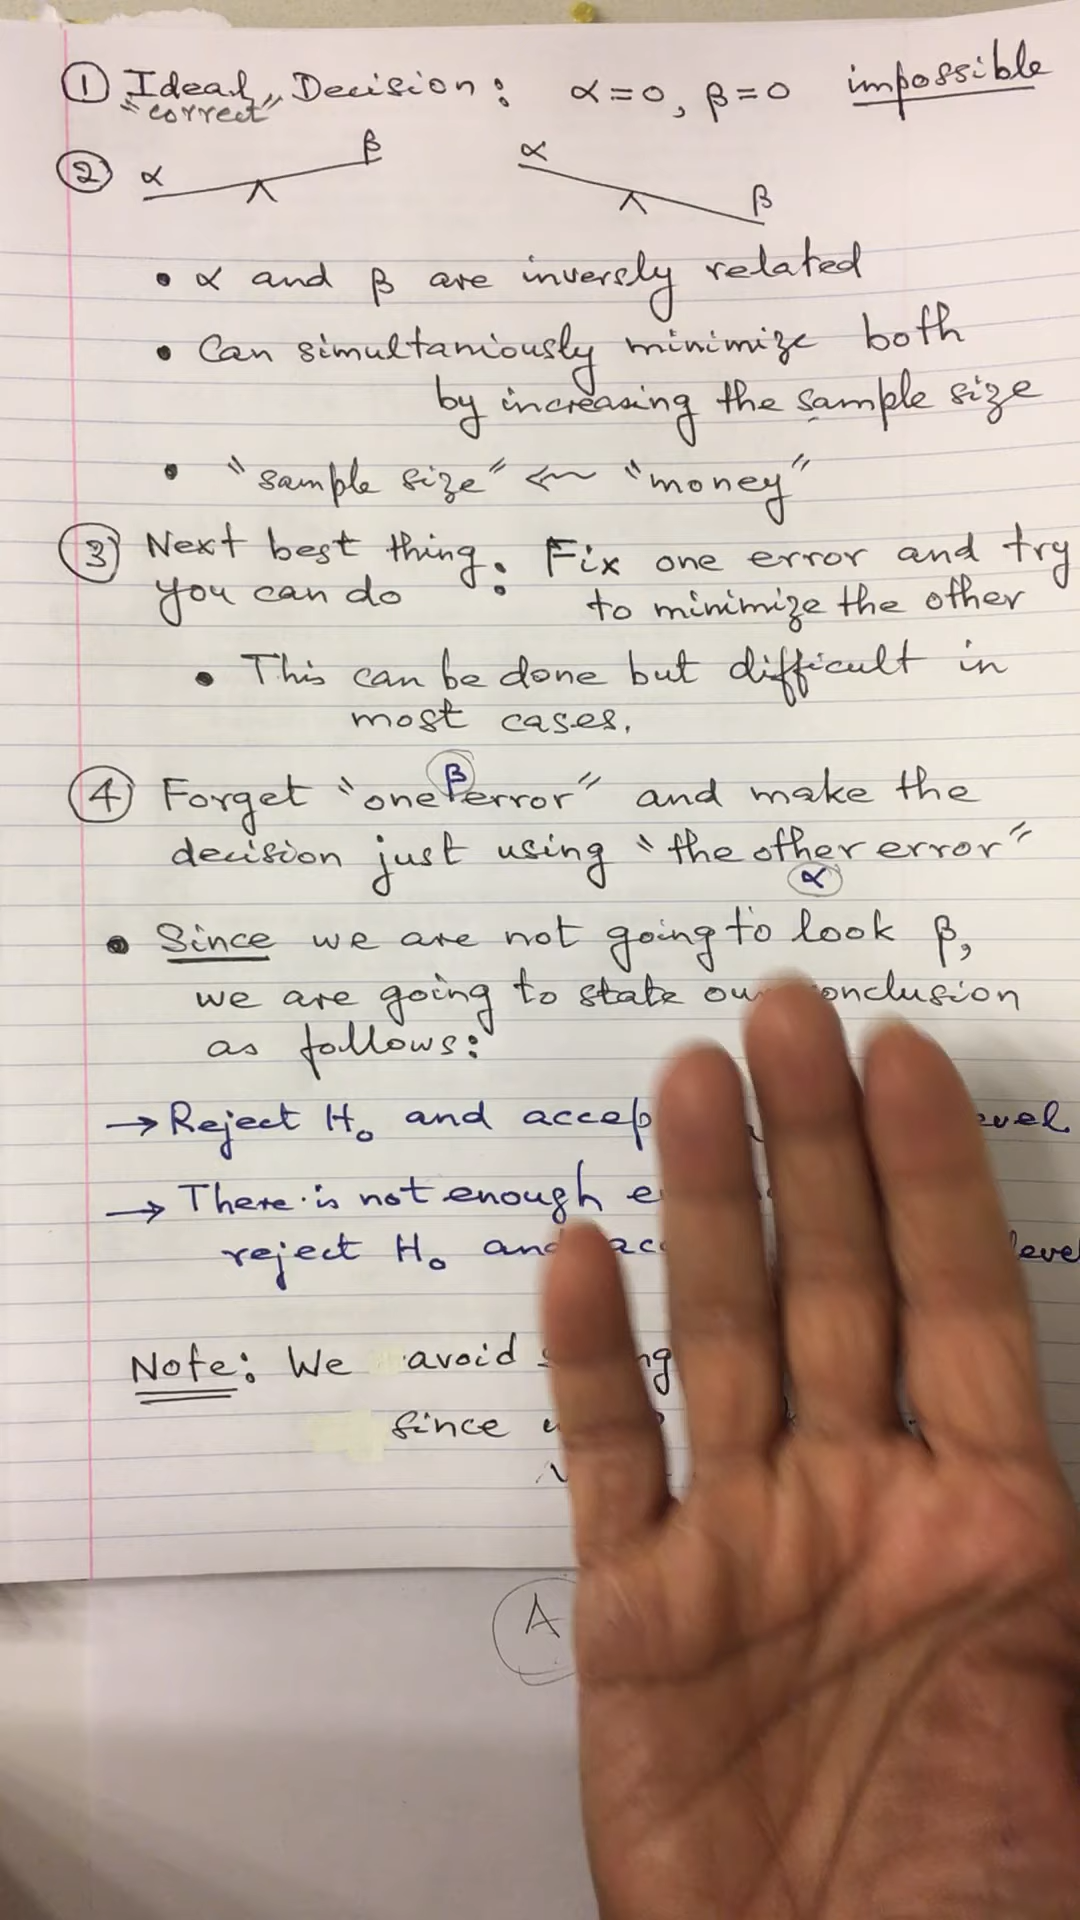 ① Ideal Decision: α=0, β=0 impossible
"correct"
② α β α β
• α and β are inversly related
• Can simultaniously minimize both
by increasing the sample size
• "sample size" ← "money"
③ Next best thing: Fix one error and try
you can do to minimize the other
• This can be done but difficult in
most cases.
④ Forget "one error" and make the
β
decision just using "the other error"
α
• Since we are not going to look β,
we are going to state our conclusion
as follows:
→ Reject H₀ and accep
→ There is not enough
reject H₀ and
Note: We avoid
since
A